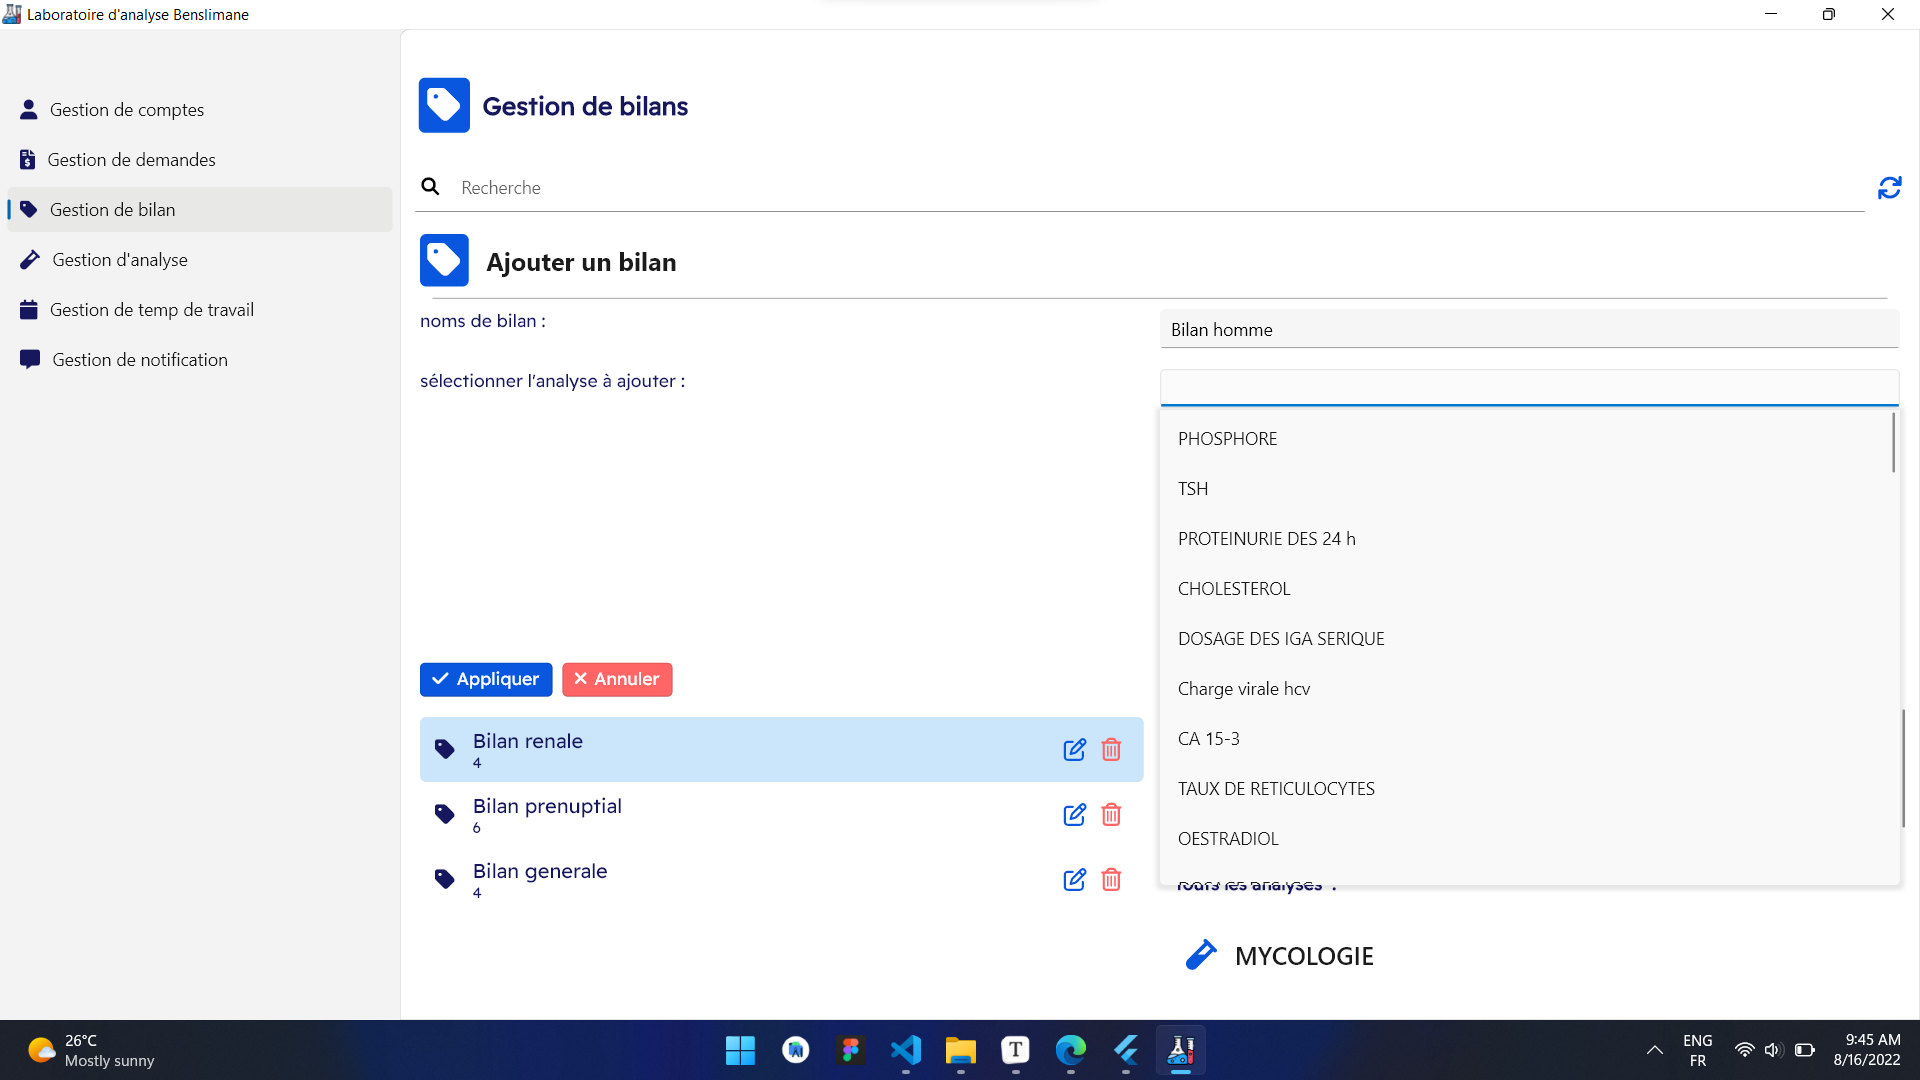 Laboratoire d'analyse Benslimane
Gestion de comptes
Gestion de demandes
Gestion de bilan
Gestion d'analyse
Gestion de temp de travail
Gestion de notification
Gestion de bilans
Recherche
Ajouter un bilan
noms de bilan :
Bilan homme
sélectionner l'analyse à ajouter :
PHOSPHORE
TSH
PROTEINURIE DES 24 h
CHOLESTEROL
DOSAGE DES IGA SERIQUE
Charge virale hcv
CA 15-3
TAUX DE RETICULOCYTES
OESTRADIOL
Appliquer
Annuler
Bilan renale
4
Bilan prenuptial
6
Bilan generale
4
les analyses :
MYCOLOGIE
26°C
Mostly sunny
ENG
FR
9:45 AM
8/16/2022